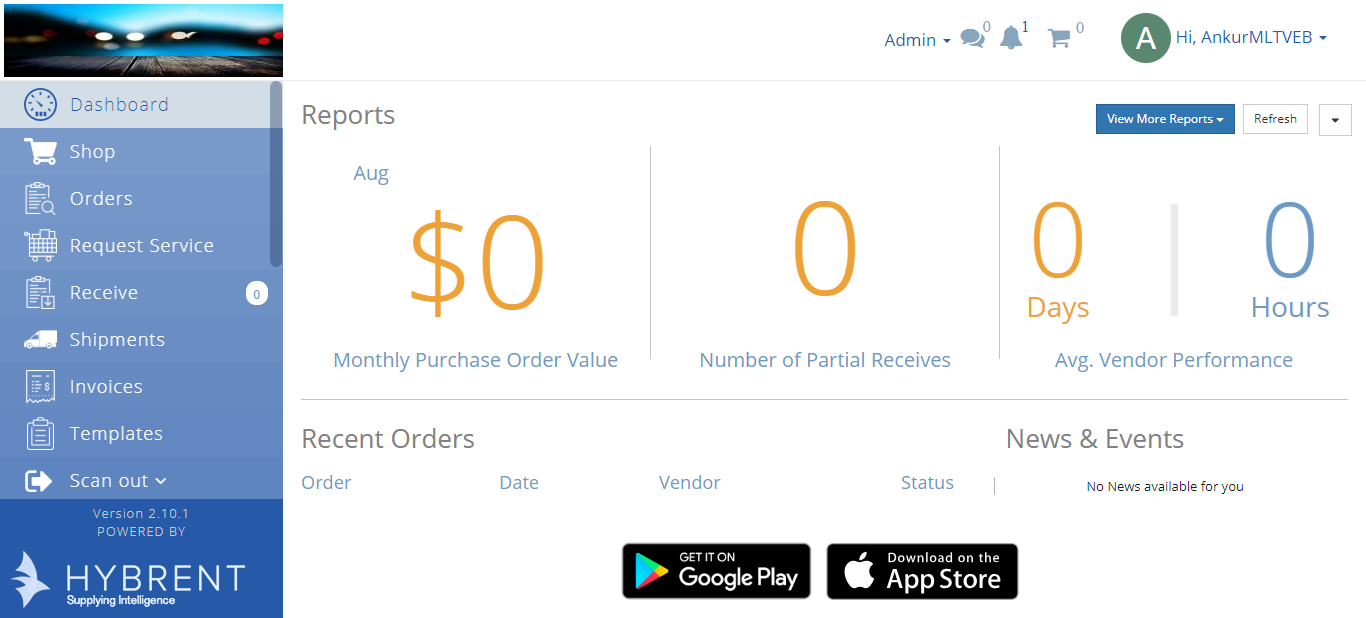 Admin 0 1 0 A Hi, AnkurMLTVEB
Dashboard
Shop
Orders
Request Service
Receive 0
Shipments
Invoices
Templates
Scan out
Version 2.10.1
POWERED BY
HYBRENT
Supplying Intelligence
Reports
View More Reports Refresh
Aug
$0
Monthly Purchase Order Value
0
Number of Partial Receives
0 0
Days Hours
Avg. Vendor Performance
Recent Orders
Order Date Vendor Status
News & Events
No News available for you
GET IT ON
Google Play
Download on the
App Store